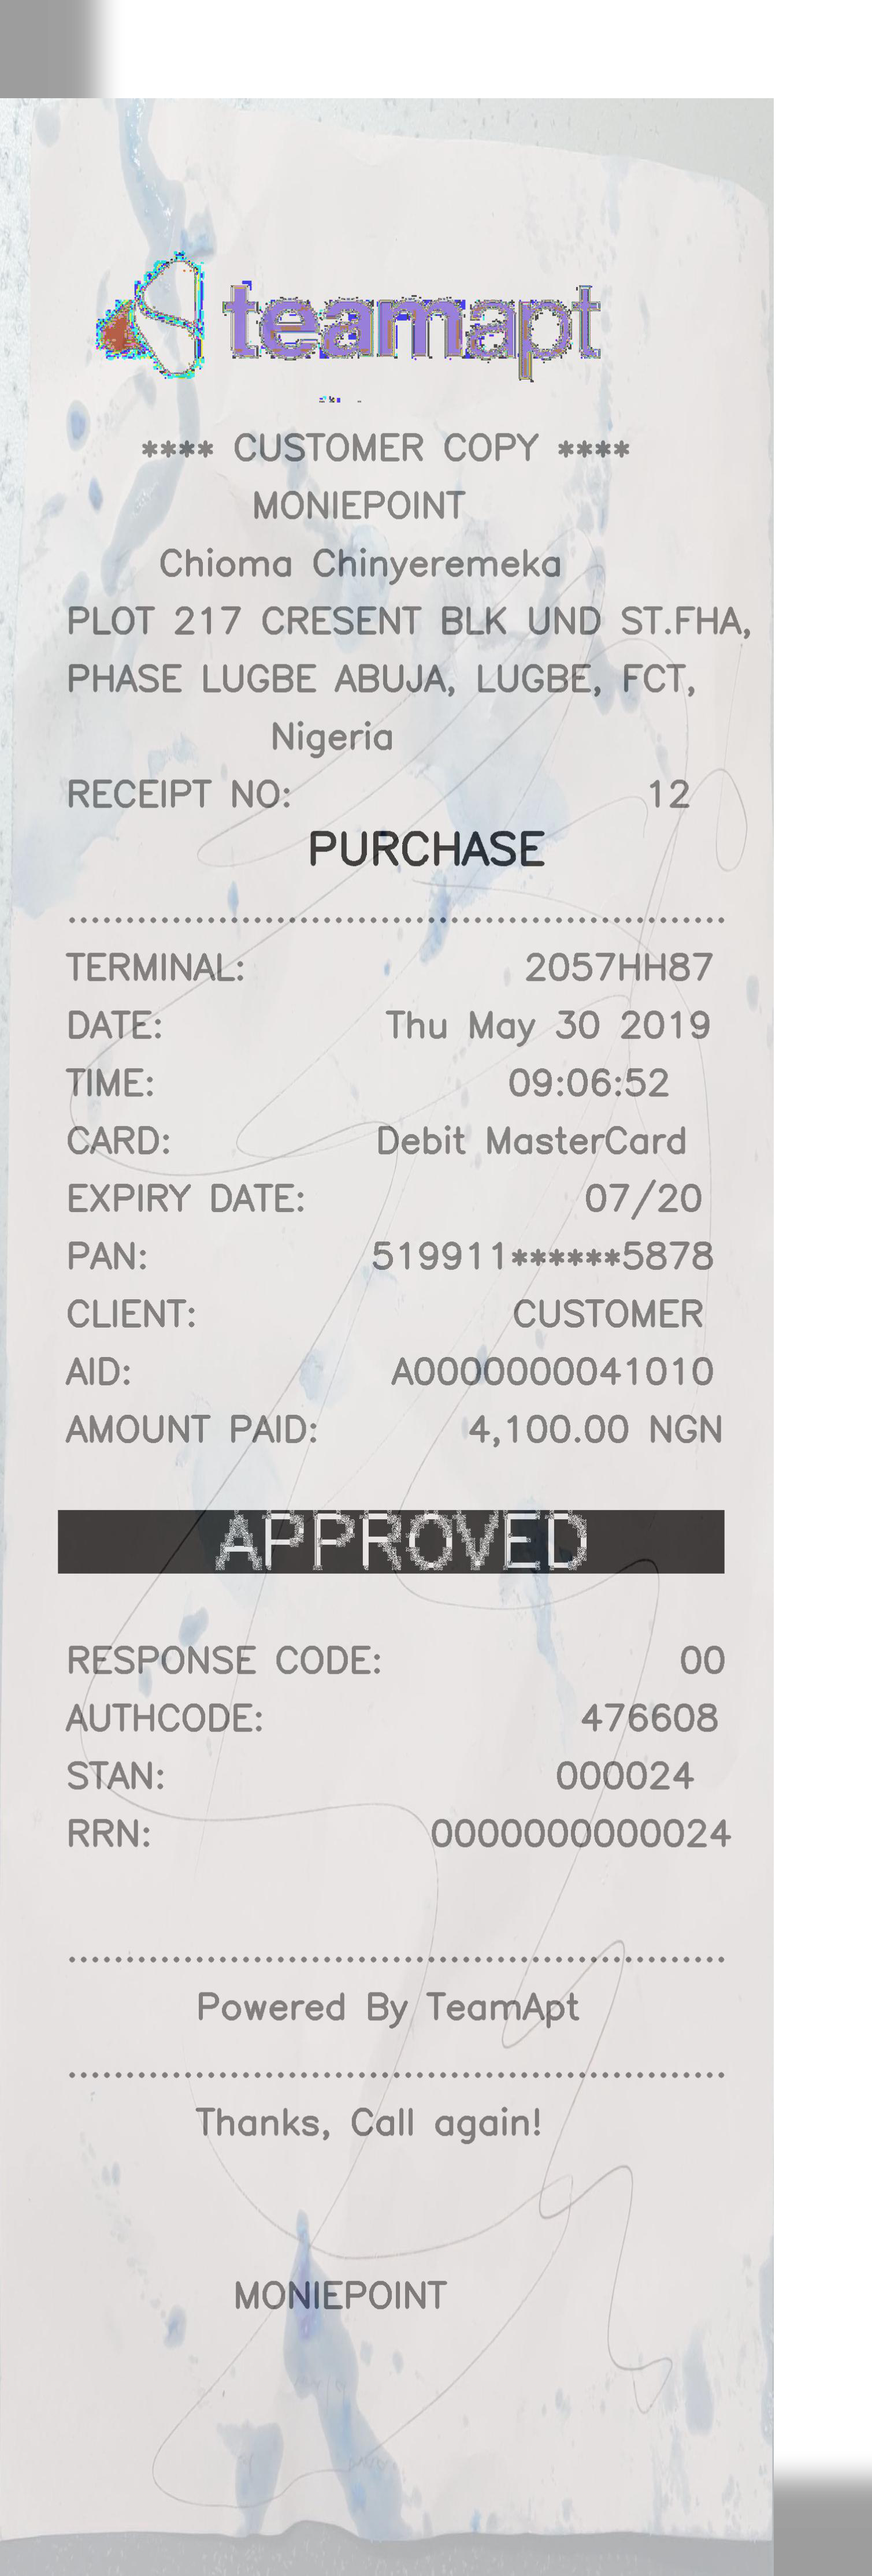 teamapt
**** CUSTOMER COPY ****
MONIEPOINT
Chioma Chinyeremeka
PLOT 217 CRESENT BLK UND ST.FHA,
PHASE LUGBE ABUJA, LUGBE, FCT,
Nigeria
RECEIPT NO: 12
PURCHASE
TERMINAL: 2057HH87
DATE: Thu May 30 2019
TIME: 09:06:52
CARD: Debit MasterCard
EXPIRY DATE: 07/20
PAN: 519911******5878
CLIENT: CUSTOMER
AID: A0000000041010
AMOUNT PAID: 4,100.00 NGN
APPROVED
RESPONSE CODE: 00
AUTHCODE: 476608
STAN: 000024
RRN: 0000000000024
Powered By TeamApt
Thanks, Call again!
MONIEPOINT